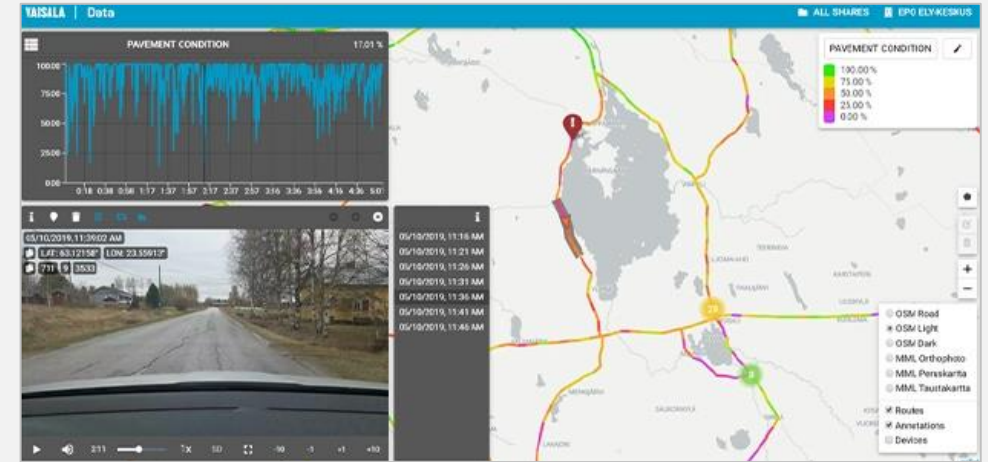 VAISALA | Data
ALL SHARES
EPO ELY-KESKUS
PAVEMENT CONDITION
17.01 %
100.00
75.00
50.00
25.00
0.00
0:18 0:38 0:58 1:17 1:37 1:57 2:17 2:37 2:57 3:16 3:36 3:56 4:16 4:36 5:0
05/10/2019, 11:39:02 AM
LAT: 63.12158° LON: 23.55913°
711 9 3533
2:11
1x
SD
-10
-1
+1
+10
05/10/2019, 11:16 AM
05/10/2019, 11:21 AM
05/10/2019, 11:26 AM
05/10/2019, 11:31 AM
05/10/2019, 11:36 AM
05/10/2019, 11:41 AM
05/10/2019, 11:46 AM
PAVEMENT CONDITION
100.00 %
75.00 %
50.00 %
25.00 %
0.00 %
8
+
−
OSM Road
OSM Light
OSM Dark
MML Orthophoto
MML Peruskartta
MML Taustakartta
Routes
Annotations
Devices